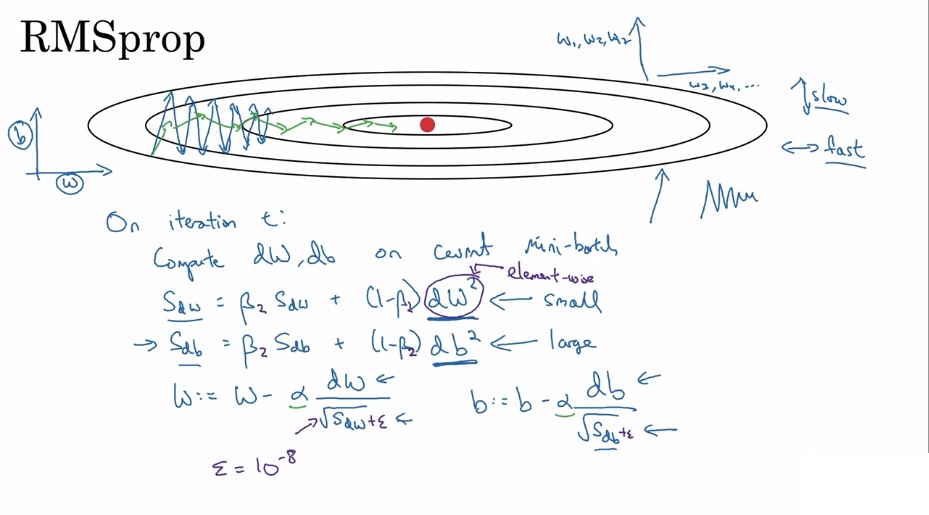 RMSprop
w₁, w₂, w₇
w₃, w₄, ...
slow
fast
b
w
On iteration t:
Compute dW, db on current mini-batch
element-wise
S_dw = β₂ S_dw + (1-β₂) dW² ← small
→ S_db = β₂ S_db + (1-β₂) db² ← large
W := W - α dW / √S_dw + ε ←
b := b - α db / √S_db + ε ←
ε = 10⁻⁸